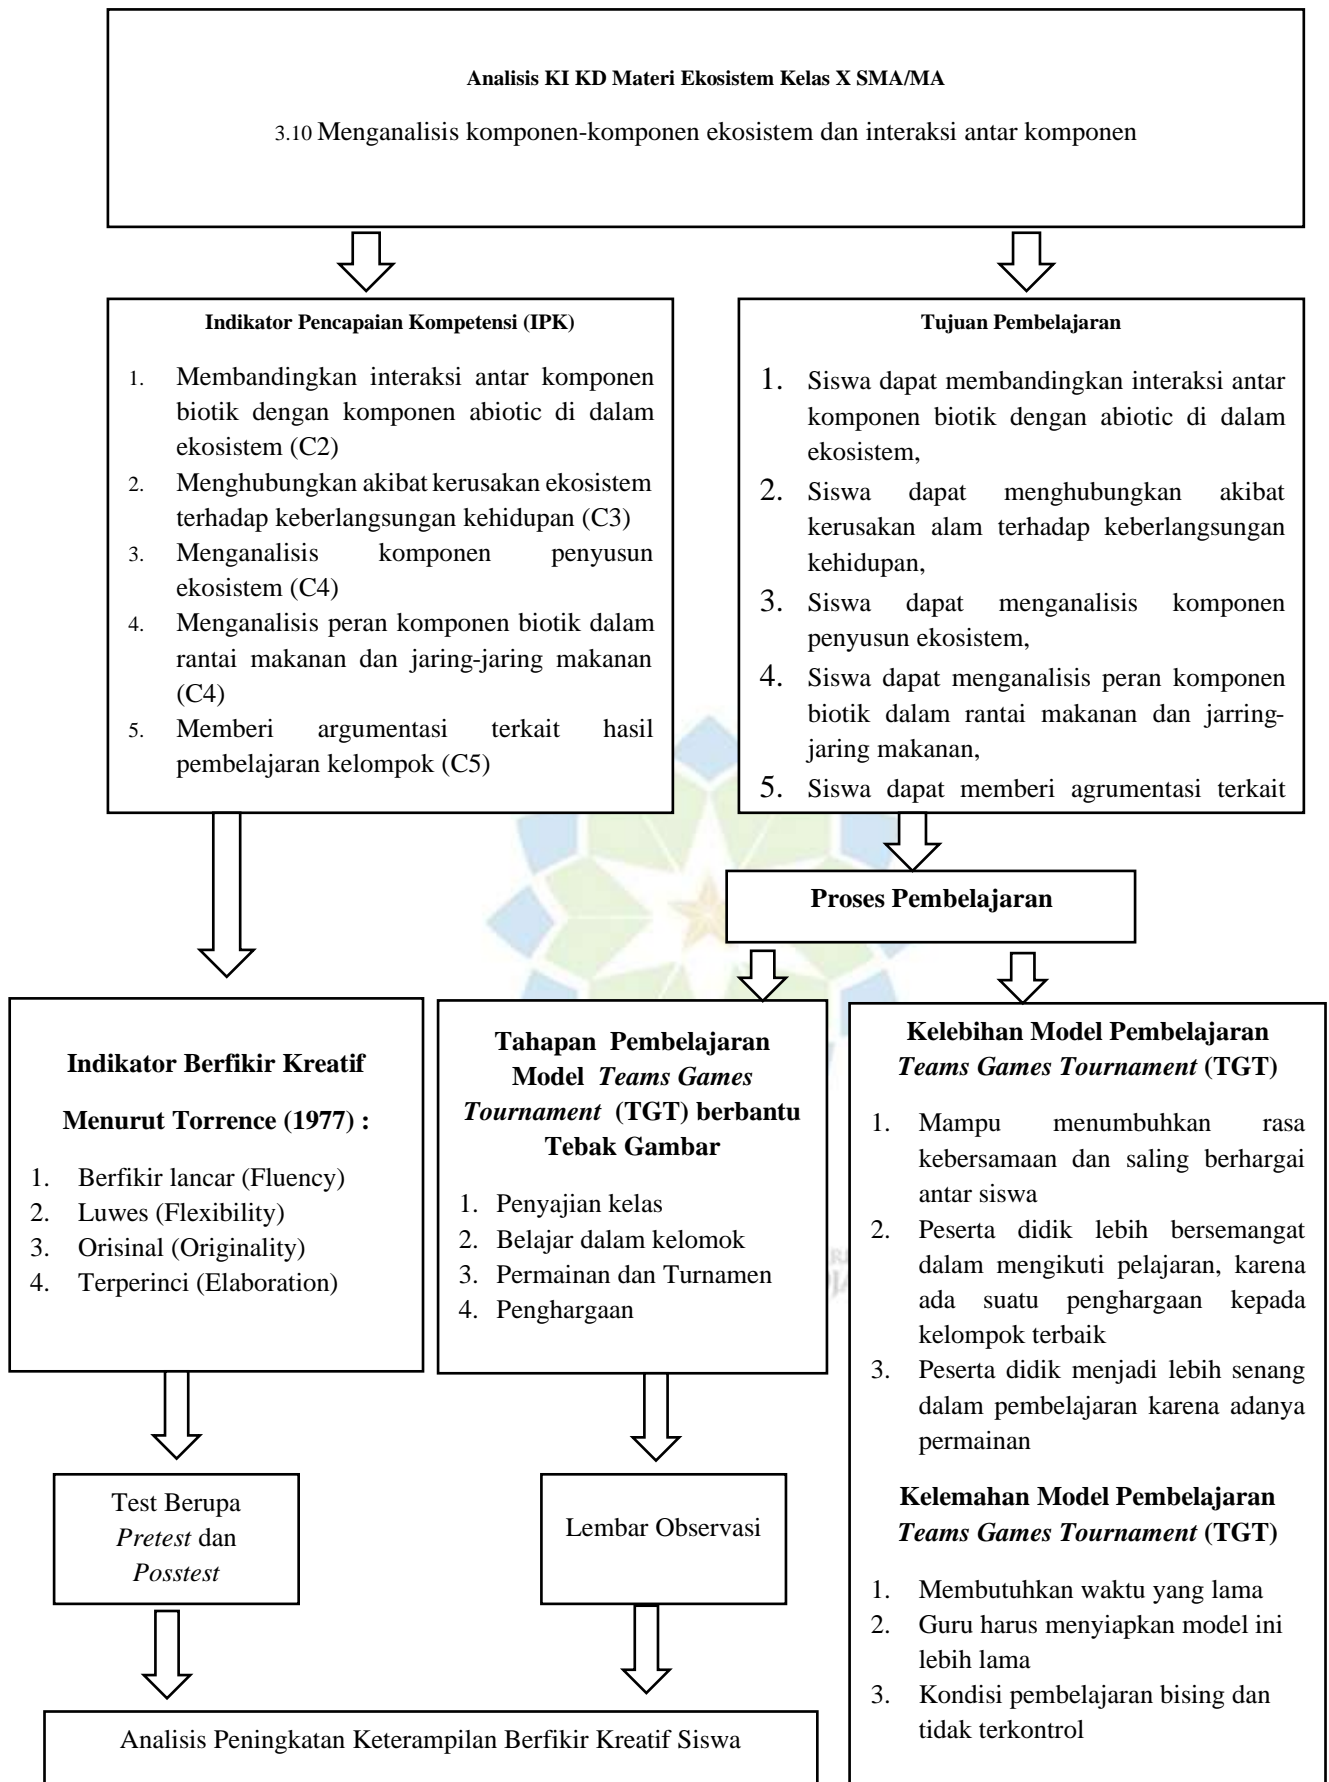 Analisis KI KD Materi Ekosistem Kelas X SMA/MA
3.10 Menganalisis komponen-komponen ekosistem dan interaksi antar komponen
Indikator Pencapaian Kompetensi (IPK)
1. Membandingkan interaksi antar komponen
biotik dengan komponen abiotic di dalam
ekosistem (C2)
2. Menghubungkan akibat kerusakan ekosistem
terhadap keberlangsungan kehidupan (C3)
3. Menganalisis komponen penyusun
ekosistem (C4)
4. Menganalisis peran komponen biotik dalam
rantai makanan dan jaring-jaring makanan
(C4)
5. Memberi argumentasi terkait hasil
pembelajaran kelompok (C5)
Tujuan Pembelajaran
1. Siswa dapat membandingkan interaksi antar
komponen biotik dengan abiotic di dalam
ekosistem,
2. Siswa dapat menghubungkan akibat
kerusakan alam terhadap keberlangsungan
kehidupan,
3. Siswa dapat menganalisis komponen
penyusun ekosistem,
4. Siswa dapat menganalisis peran komponen
biotik dalam rantai makanan dan jarring-
jaring makanan,
5. Siswa dapat memberi agrumentasi terkait
Proses Pembelajaran
Indikator Berfikir Kreatif
Menurut Torrence (1977) :
1. Berfikir lancar (Fluency)
2. Luwes (Flexibility)
3. Orisinal (Originality)
4. Terperinci (Elaboration)
Tahapan Pembelajaran
Model Teams Games
Tournament (TGT) berbantu
Tebak Gambar
1. Penyajian kelas
2. Belajar dalam kelomok
3. Permainan dan Turnamen
4. Penghargaan
Kelebihan Model Pembelajaran
Teams Games Tournament (TGT)
1. Mampu menumbuhkan rasa
kebersamaan dan saling berhargai
antar siswa
2. Peserta didik lebih bersemangat
dalam mengikuti pelajaran, karena
ada suatu penghargaan kepada
kelompok terbaik
3. Peserta didik menjadi lebih senang
dalam pembelajaran karena adanya
permainan
Kelemahan Model Pembelajaran
Teams Games Tournament (TGT)
1. Membutuhkan waktu yang lama
2. Guru harus menyiapkan model ini
lebih lama
3. Kondisi pembelajaran bising dan
tidak terkontrol
Test Berupa
Pretest dan
Posstest
Lembar Observasi
Analisis Peningkatan Keterampilan Berfikir Kreatif Siswa